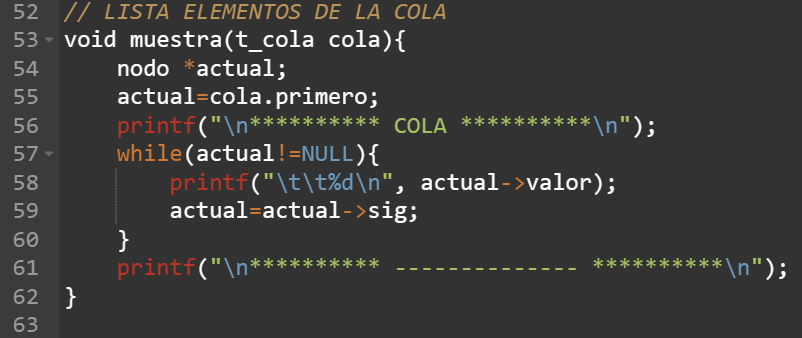 52 // LISTA ELEMENTOS DE LA COLA
53 void muestra(t_cola cola){
54     nodo *actual;
55     actual=cola.primero;
56     printf("\n********** COLA **********\n");
57     while(actual!=NULL){
58         printf("\t\t%d\n", actual->valor);
59         actual=actual->sig;
60     }
61     printf("\n********** -------------- **********\n");
62 }
63